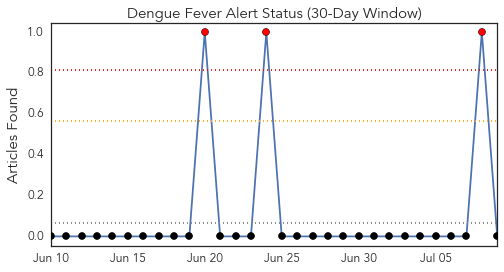 Dengue Fever Alert Status (30-Day Window)
Articles Found
1.0
0.8
0.6
0.4
0.2
0.0
Jun 10 Jun 15 Jun 20 Jun 25 Jun 30 Jul 05